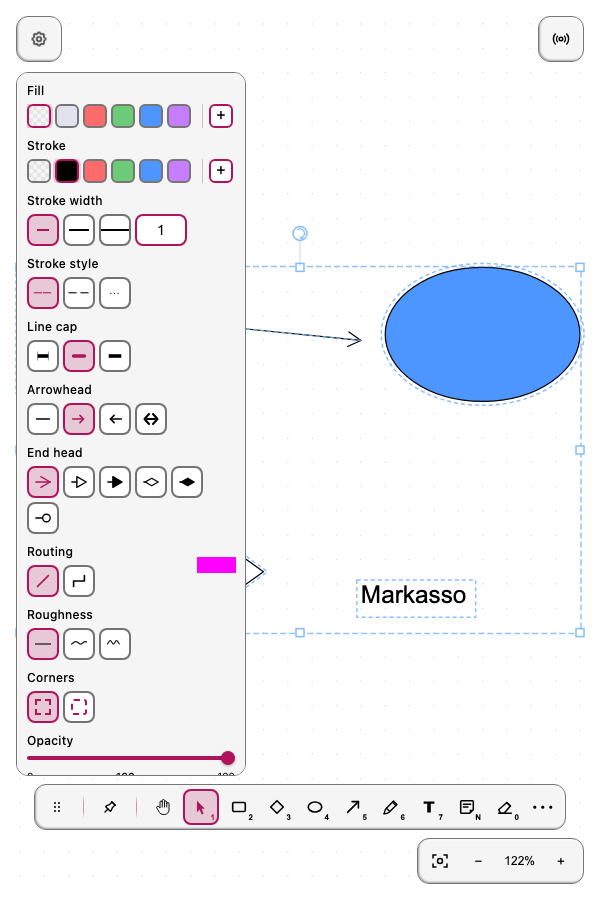 Fill
+
Stroke
+
Stroke width
1
Stroke style
Line cap
Arrowhead
End head
Routing
Markasso
Roughness
Corners
Opacity
1 2 3 4 5 6 T 7 N 0
− 122% +